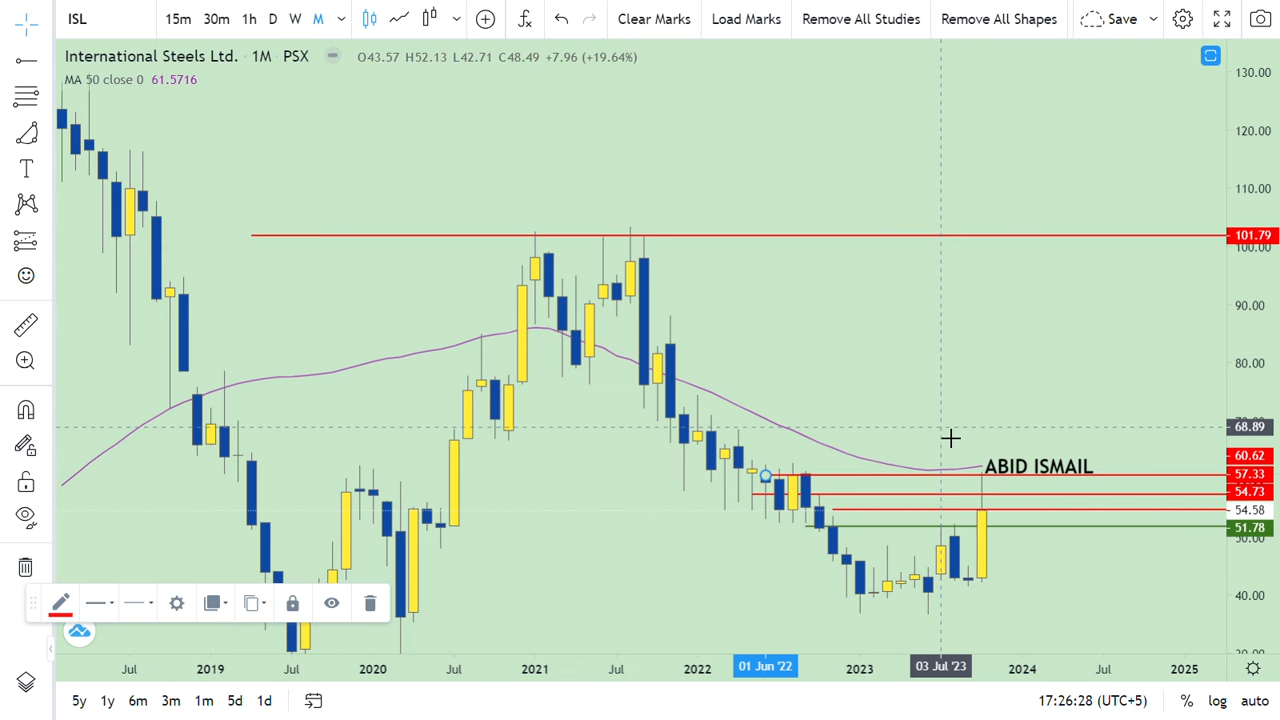 ISL 15m 30m 1h D W M Clear Marks Load Marks Remove All Studies Remove All Shapes Save
International Steels Ltd. · 1M · PSX O43.57 H52.13 L42.71 C48.49 +7.96 (+19.64%)
MA 50 close 0 61.5716
130.00
120.00
110.00
101.79
100.00
90.00
80.00
68.89
60.62
ABID ISMAIL
57.33
54.73
54.58
51.78
50.00
40.00
Jul 2019 Jul 2020 Jul 2021 Jul 2022 01 Jun '22 2023 03 Jul '23 2024 Jul 2025
5y 1y 6m 3m 1m 5d 1d 17:26:28 (UTC+5) % log auto